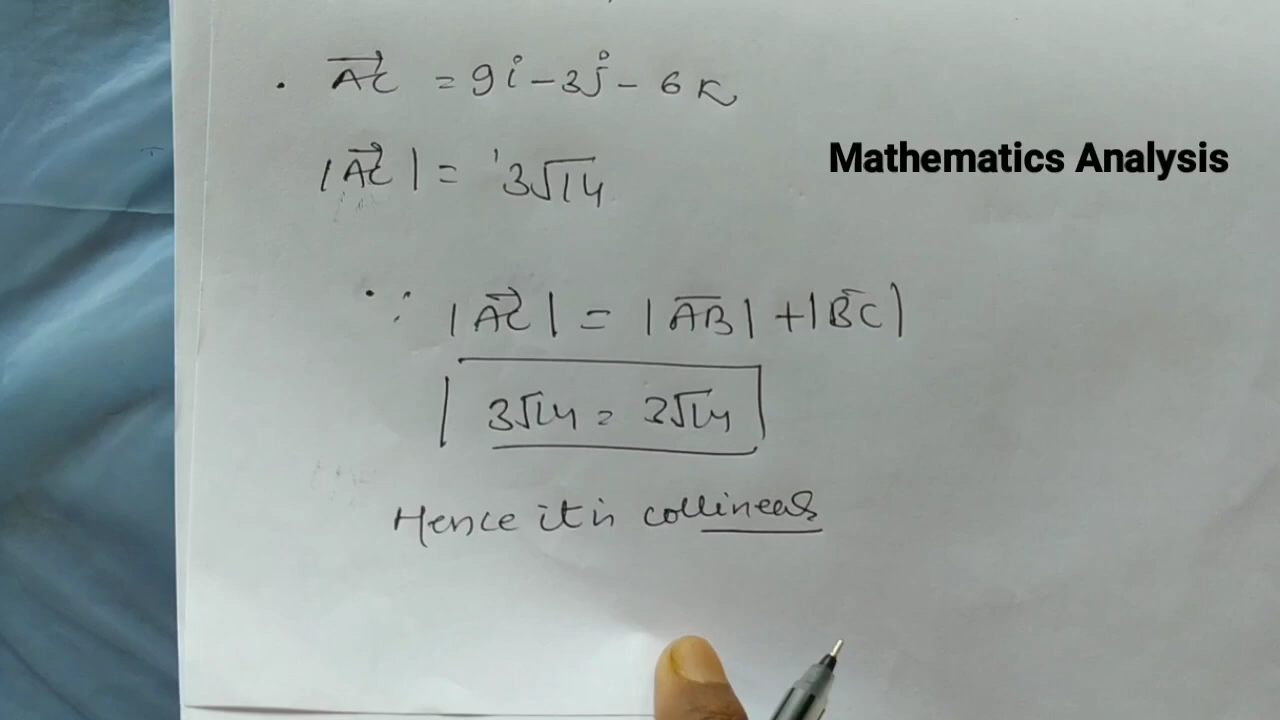 . AC = 9i - 3j - 6k
|AC| = 3√14
Mathematics Analysis
∵ |AC| = |AB| + |BC|
3√14 = 3√14
Hence it is collinear